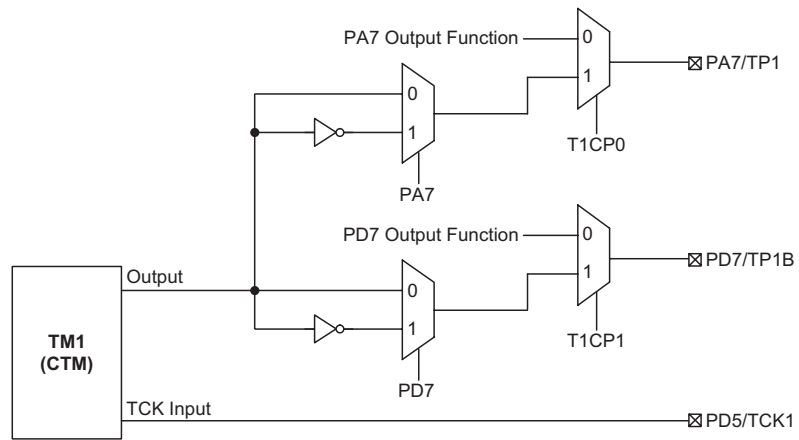 PA7 Output Function
0
1
PA7/TP1
T1CP0
0
1
PA7
PD7 Output Function
0
1
PD7/TP1B
T1CP1
Output
0
1
PD7
TM1
(CTM)
TCK Input
PD5/TCK1